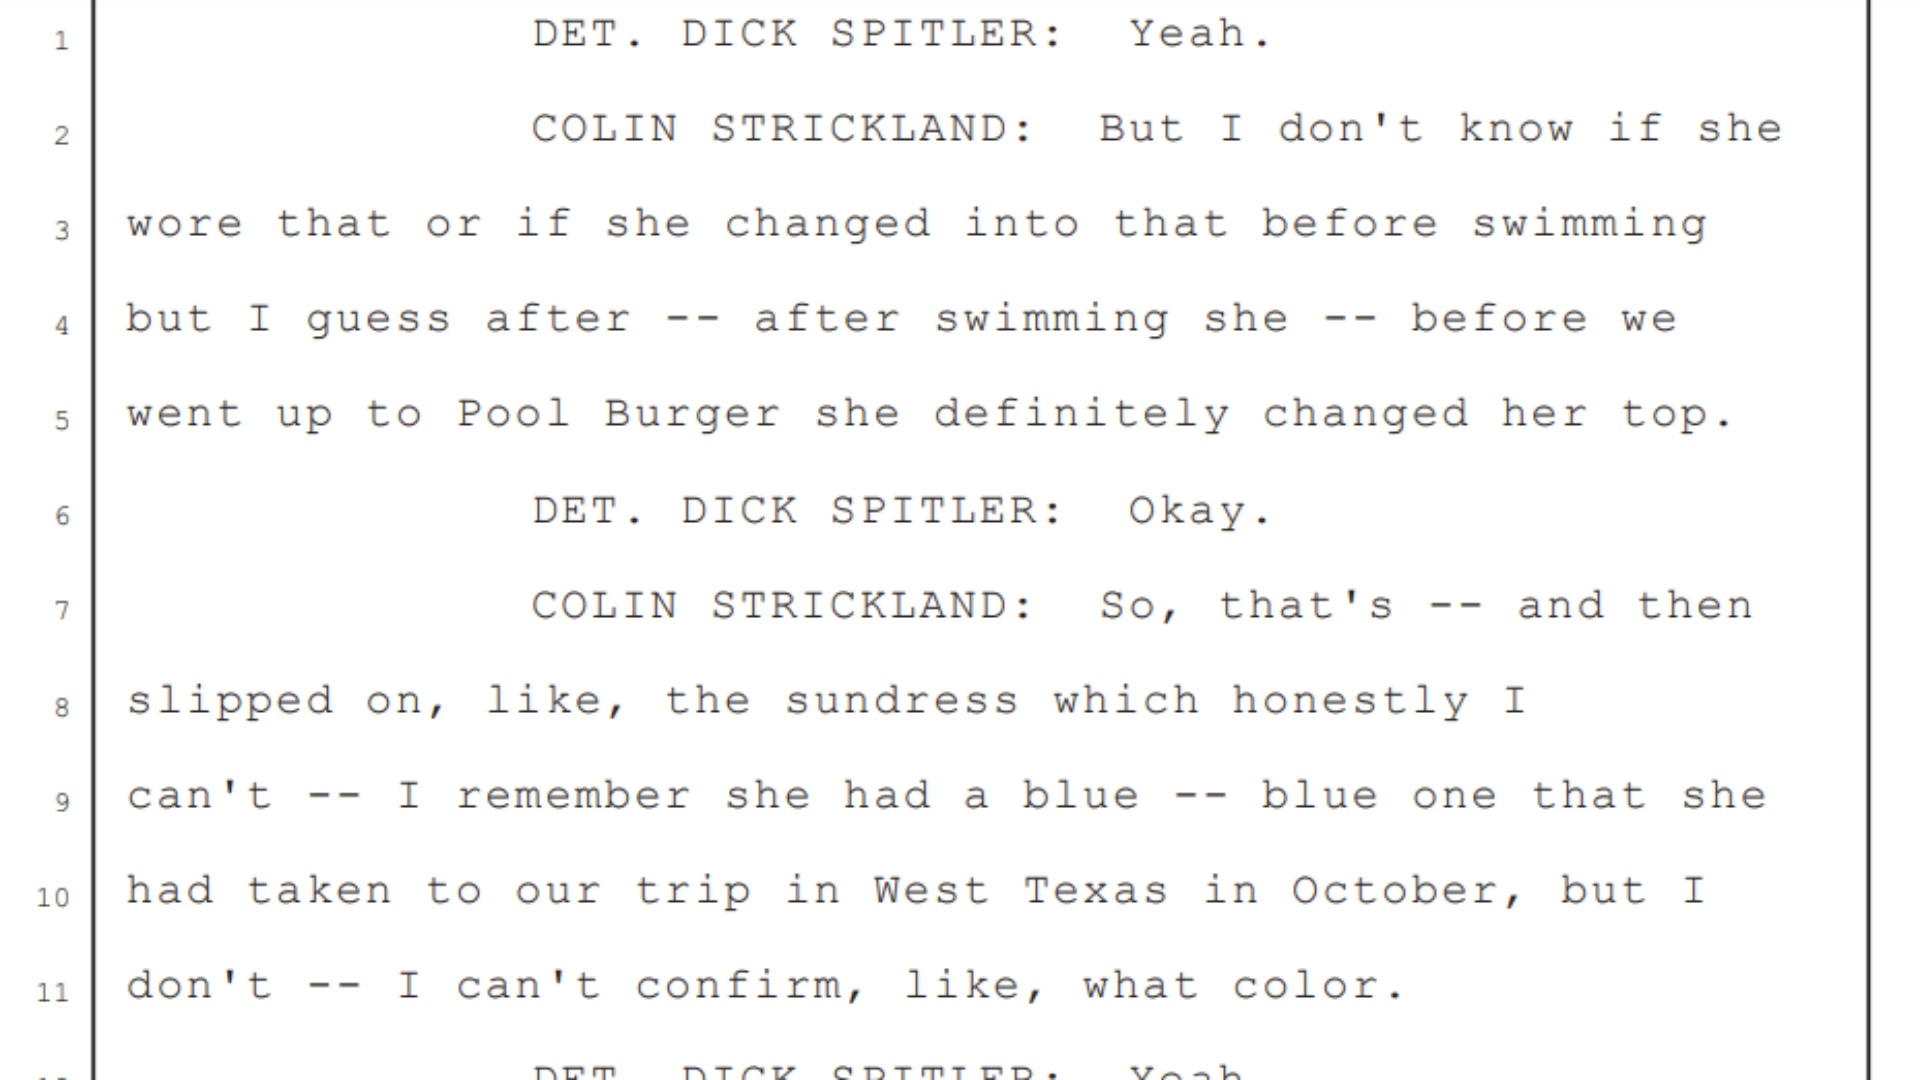 1 DET. DICK SPITLER: Yeah.
2 COLIN STRICKLAND: But I don't know if she
3 wore that or if she changed into that before swimming
4 but I guess after -- after swimming she -- before we
5 went up to Pool Burger she definitely changed her top.
6 DET. DICK SPITLER: Okay.
7 COLIN STRICKLAND: So, that's -- and then
8 slipped on, like, the sundress which honestly I
9 can't -- I remember she had a blue -- blue one that she
10 had taken to our trip in West Texas in October, but I
11 don't -- I can't confirm, like, what color.
DET. DICK SPITLER: Yeah